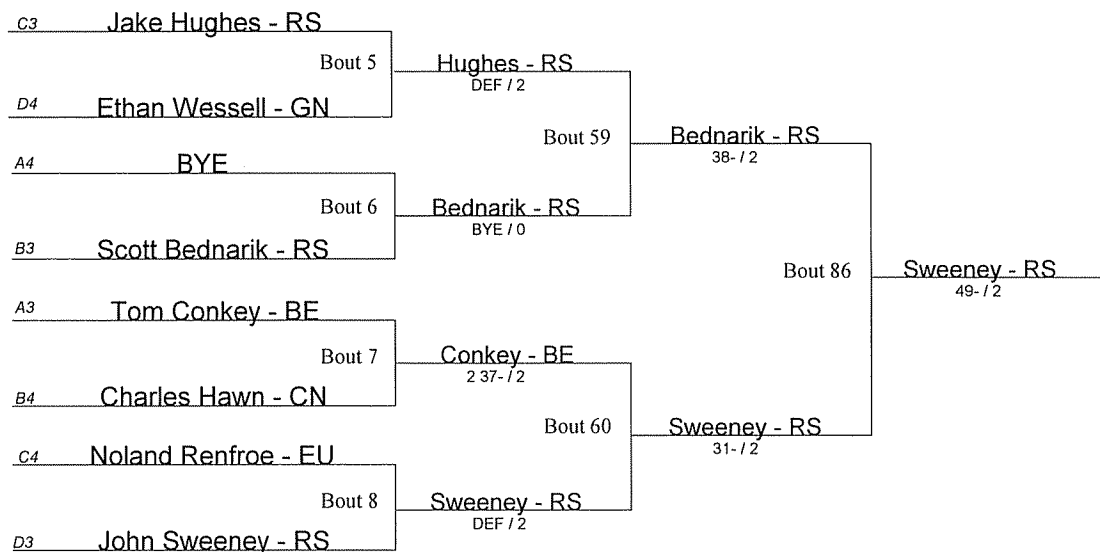 C3 Jake Hughes - RS
Bout 5
Hughes - RS
DEF / 2
D4 Ethan Wessell - GN
Bout 59
Bednarik - RS
38- / 2
A4 BYE
Bout 6
Bednarik - RS
BYE / 0
B3 Scott Bednarik - RS
Bout 86
Sweeney - RS
49- / 2
A3 Tom Conkey - BE
Bout 7
Conkey - BE
2 37- / 2
B4 Charles Hawn - CN
Bout 60
Sweeney - RS
31- / 2
C4 Noland Renfroe - EU
Bout 8
Sweeney - RS
DEF / 2
D3 John Sweeney - RS